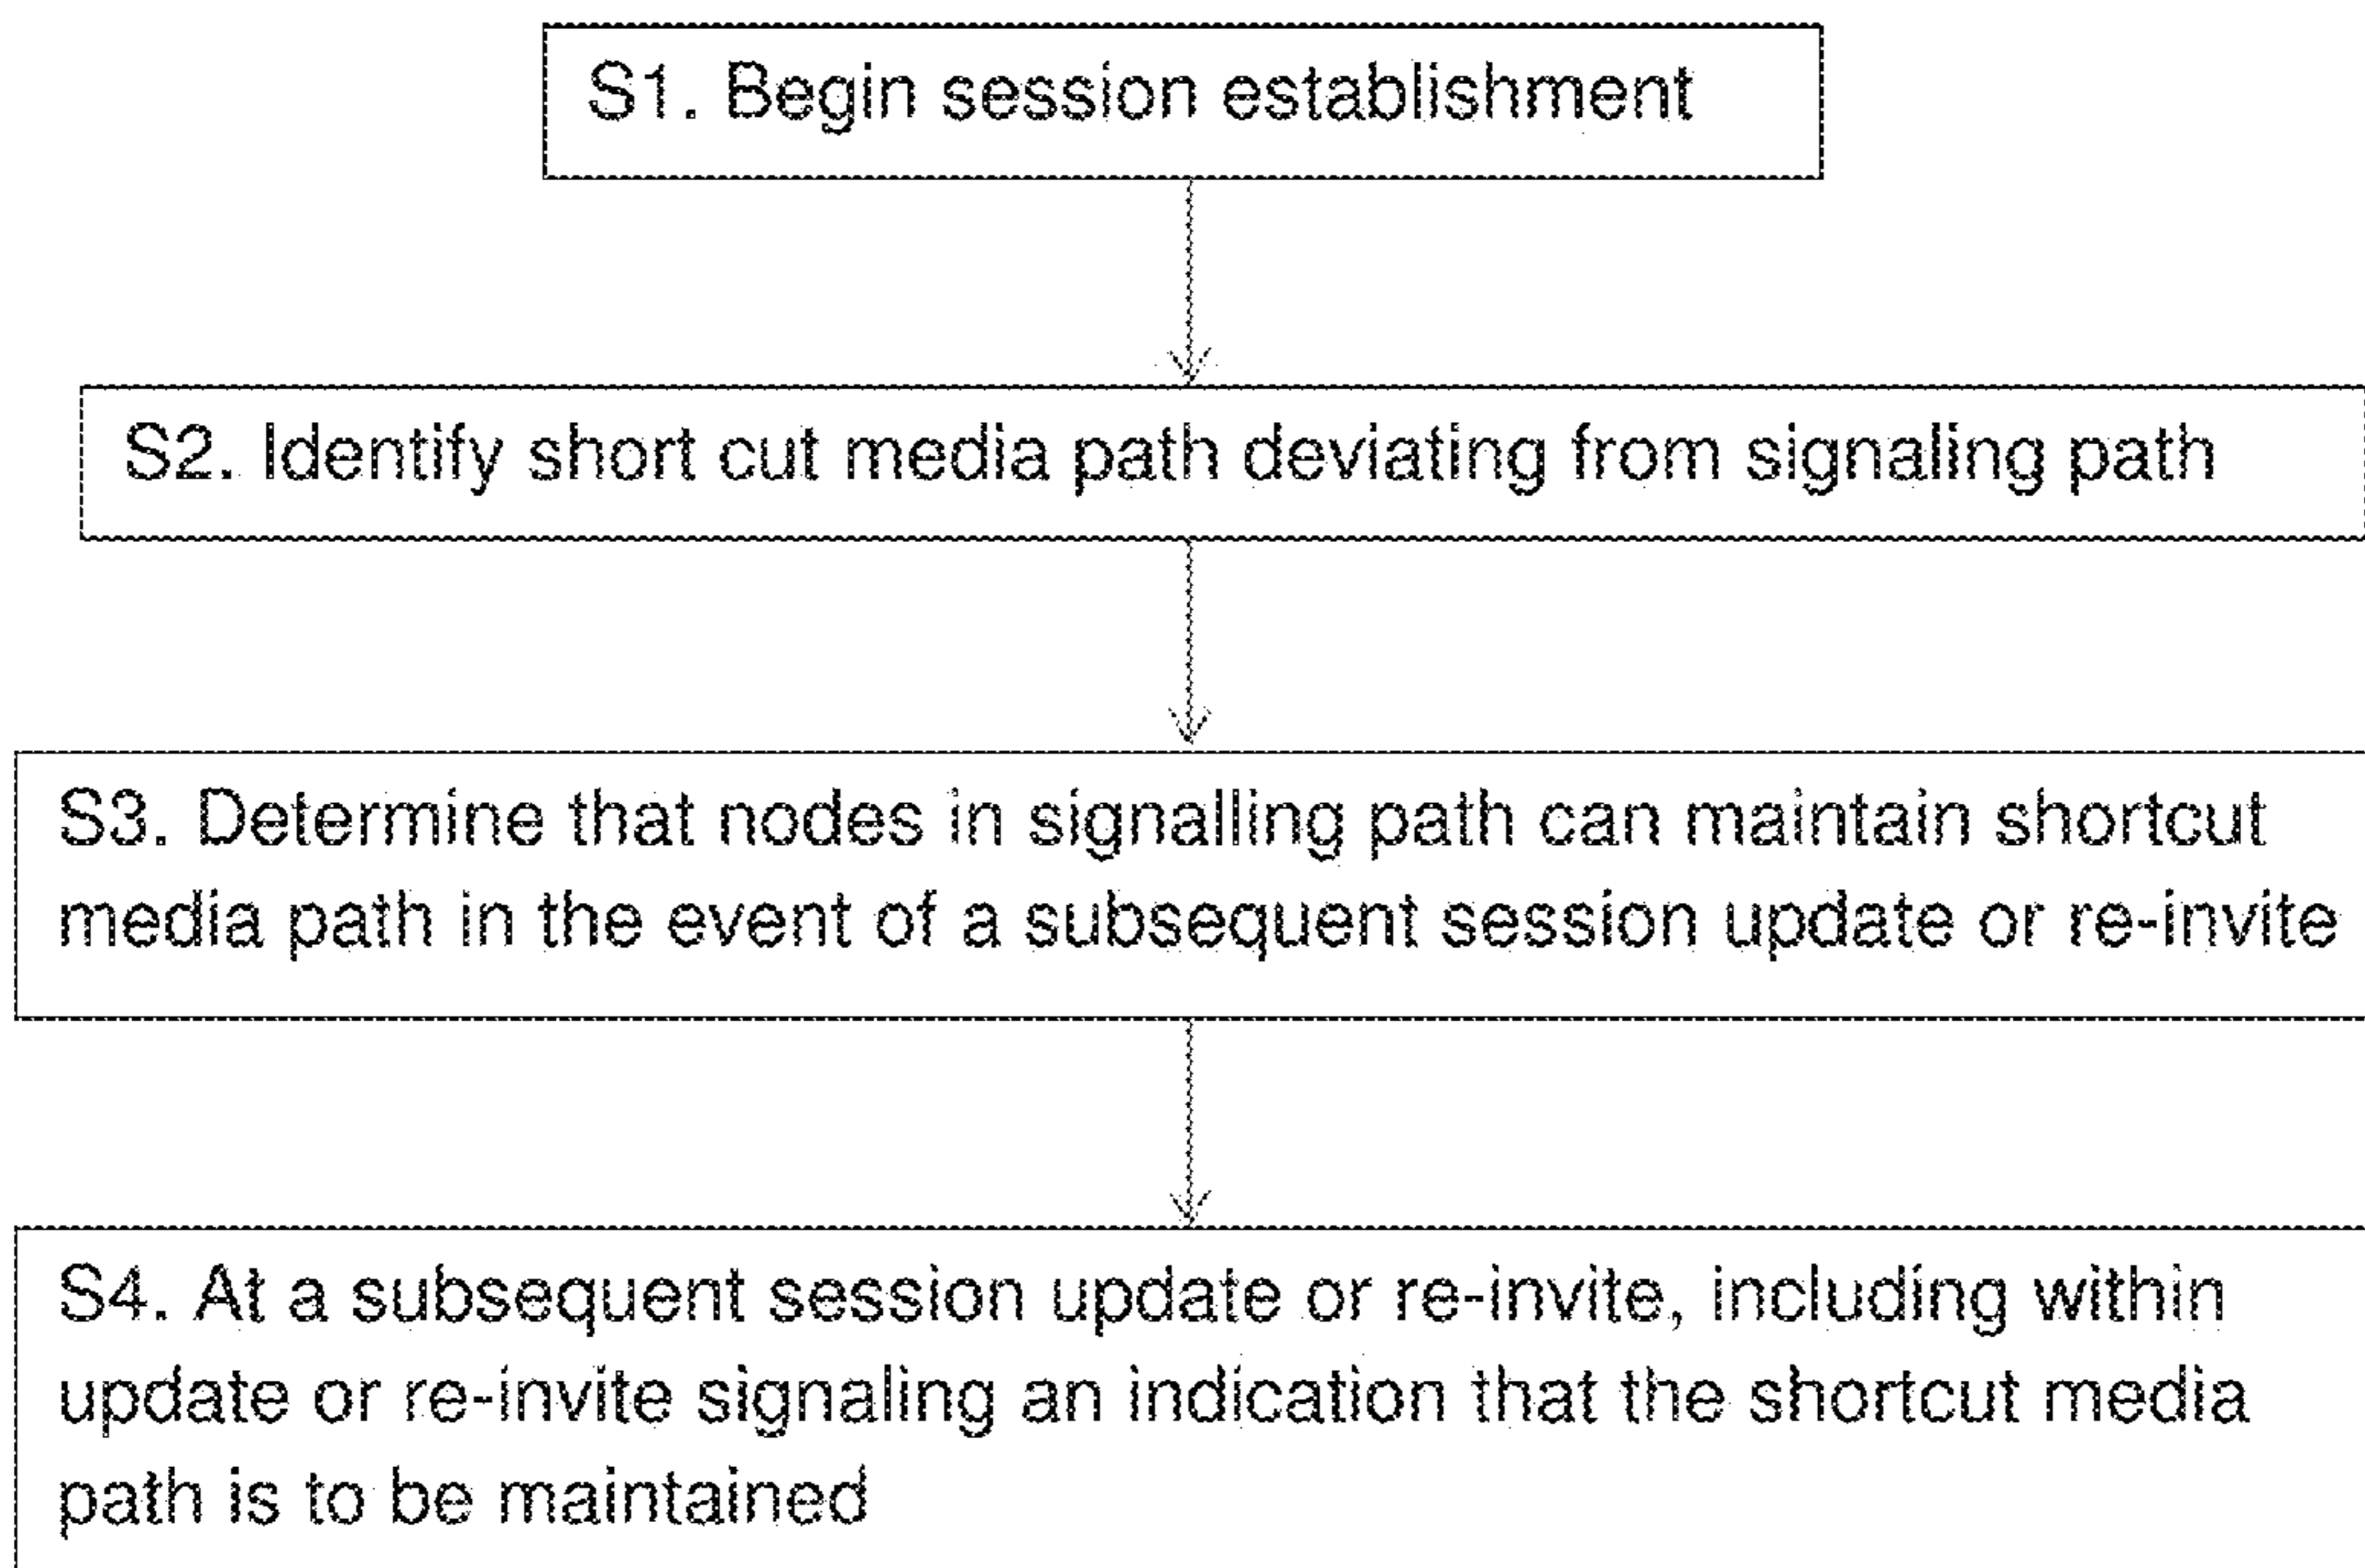 S1. Begin session establishment
S2. Identify short cut media path deviating from signaling path
S3. Determine that nodes in signalling path can maintain shortcut
media path in the event of a subsequent session update or re-invite
S4. At a subsequent session update or re-invite, including within
update or re-invite signaling an indication that the shortcut media
path is to be maintained